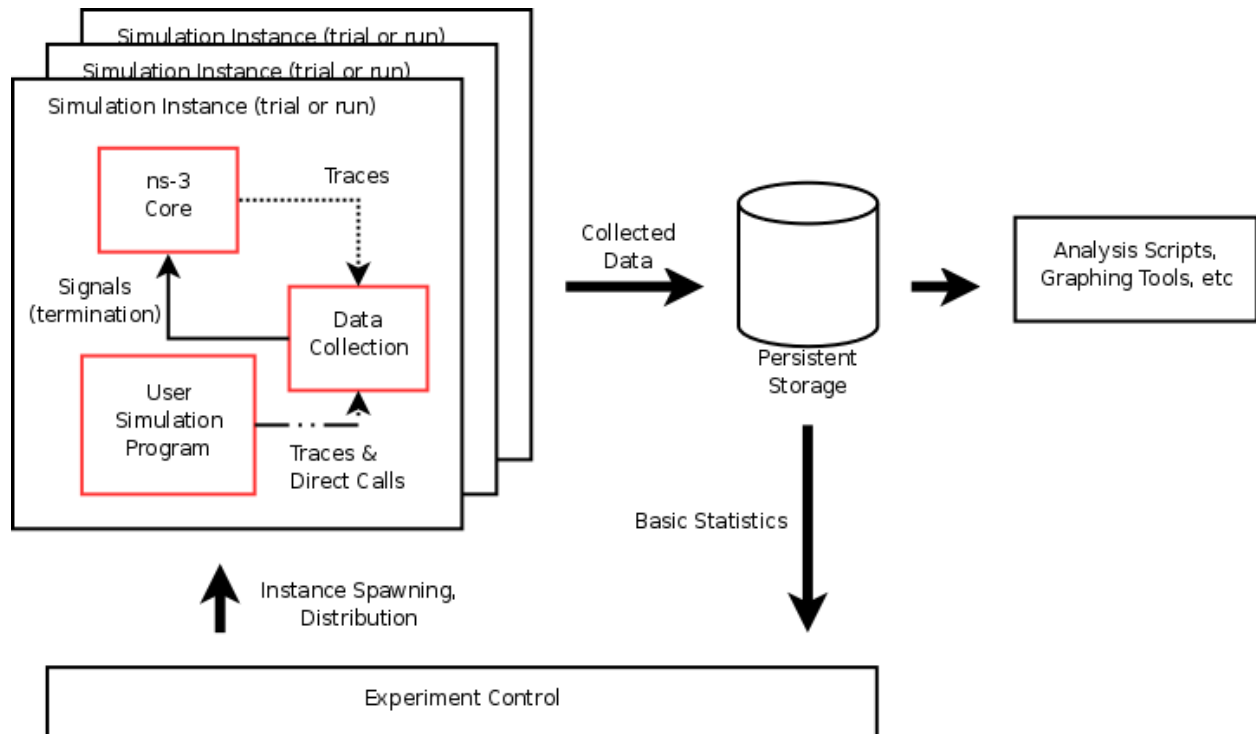 Simulation Instance (trial or run)
Simulation Instance (trial or run)
Simulation Instance (trial or run)
ns-3
Core
Traces
Signals
(termination)
Data
Collection
User
Simulation
Program
Traces &
Direct Calls
Collected
Data
Persistent
Storage
Analysis Scripts,
Graphing Tools, etc
Basic Statistics
Instance Spawning,
Distribution
Experiment Control